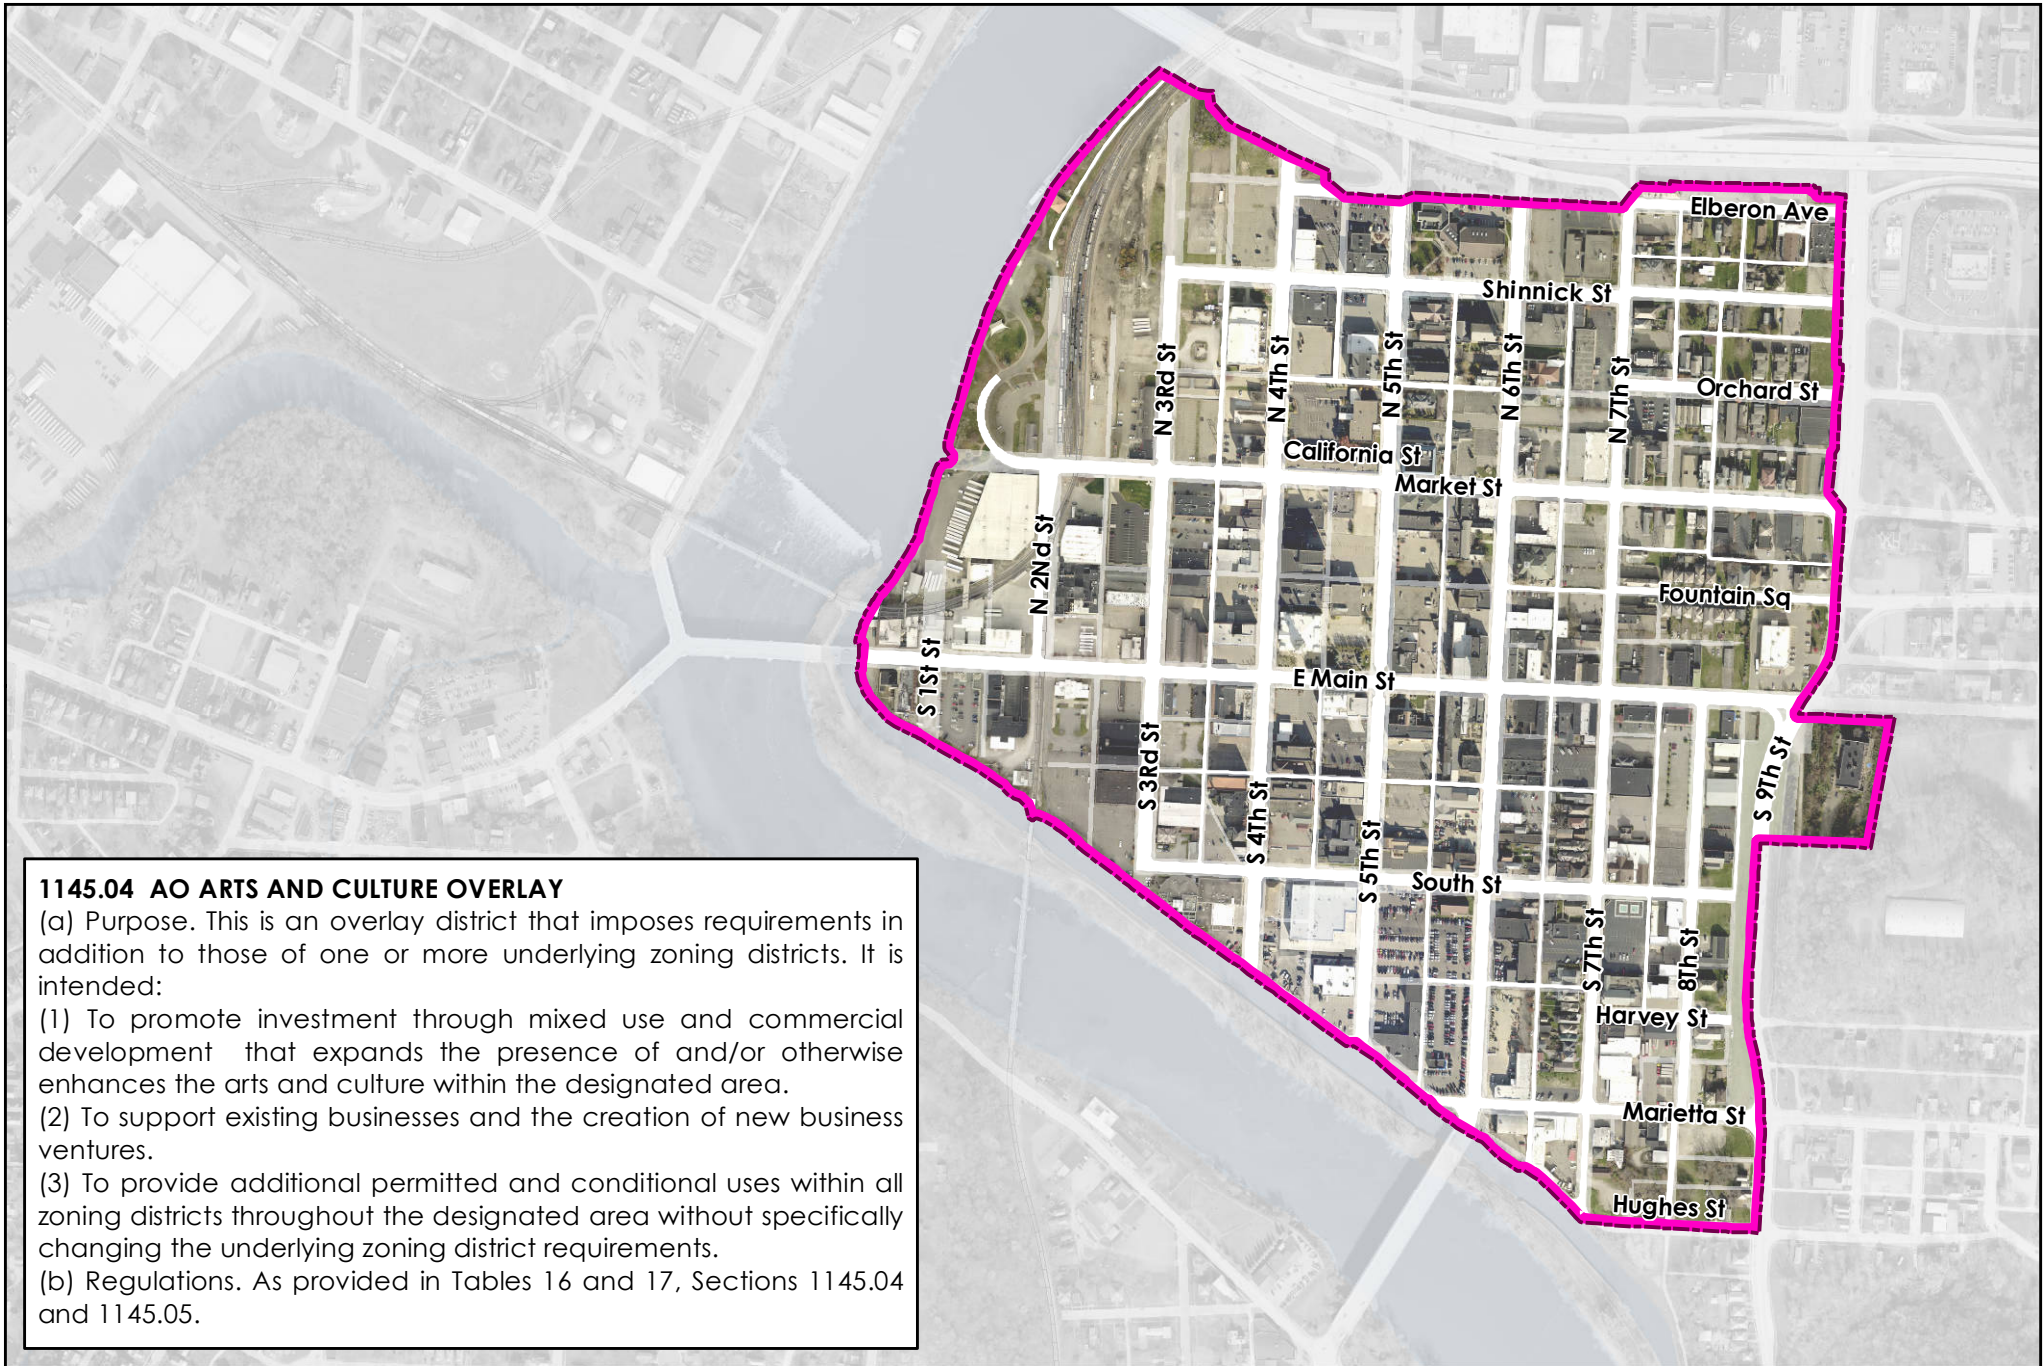 Elberon Ave
Shinnick St
N 3Rd St
N 4Th St
N 5Th St
N 6Th St
N 7Th St
Orchard St
California St
Market St
N 2Nd St
Fountain Sq
S 1St St
E Main St
S 3Rd St
S 4Th St
S 5Th St
S 9Th St
South St
S 7Th St
8Th St
Harvey St
Marietta St
Hughes St
1145.04 AO ARTS AND CULTURE OVERLAY
(a) Purpose. This is an overlay district that imposes requirements in
addition to those of one or more underlying zoning districts. It is
intended:
(1) To promote investment through mixed use and commercial
development that expands the presence of and/or otherwise
enhances the arts and culture within the designated area.
(2) To support existing businesses and the creation of new business
ventures.
(3) To provide additional permitted and conditional uses within all
zoning districts throughout the designated area without specifically
changing the underlying zoning district requirements.
(b) Regulations. As provided in Tables 16 and 17, Sections 1145.04
and 1145.05.